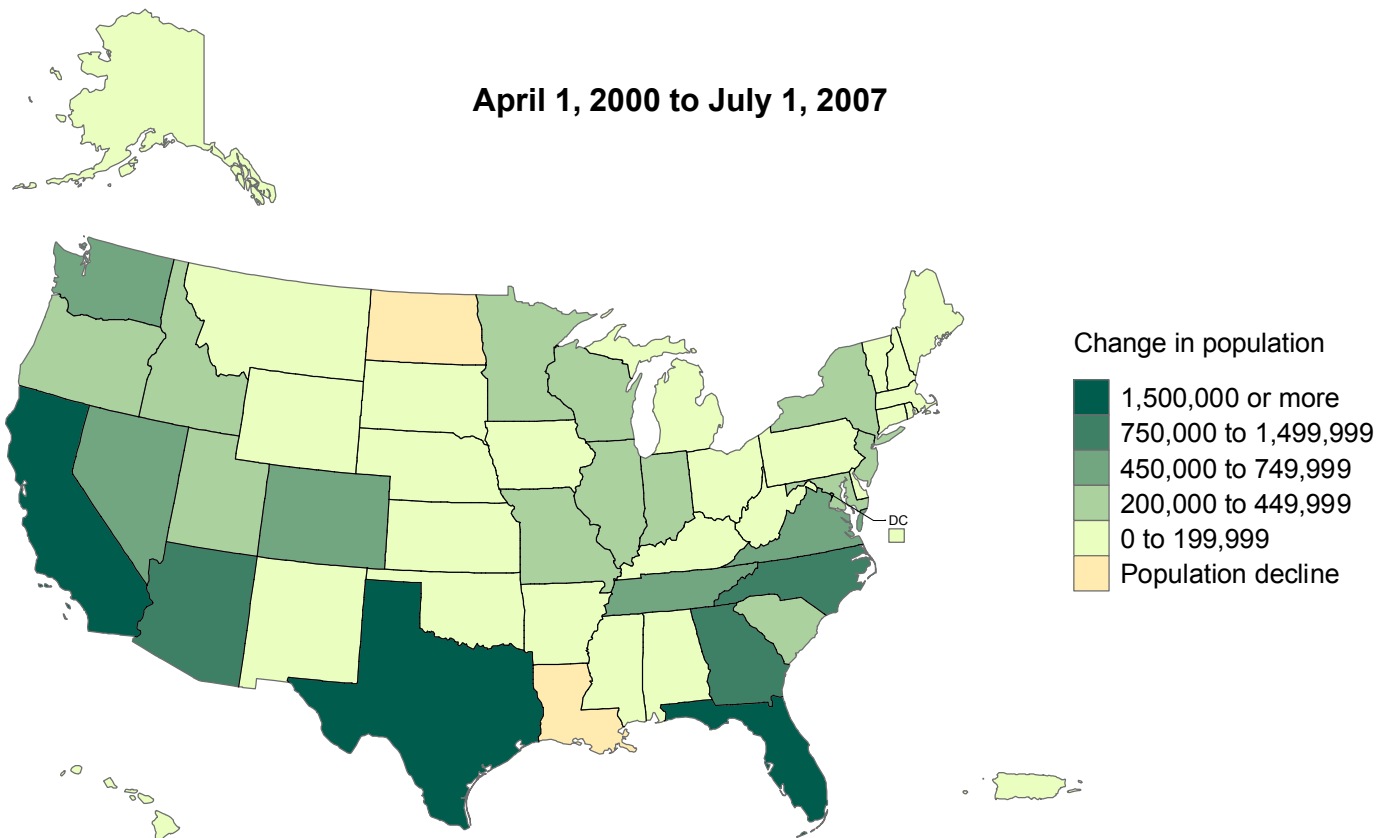 April 1, 2000 to July 1, 2007
Change in population
1,500,000 or more
750,000 to 1,499,999
450,000 to 749,999
200,000 to 449,999
0 to 199,999
Population decline
DC